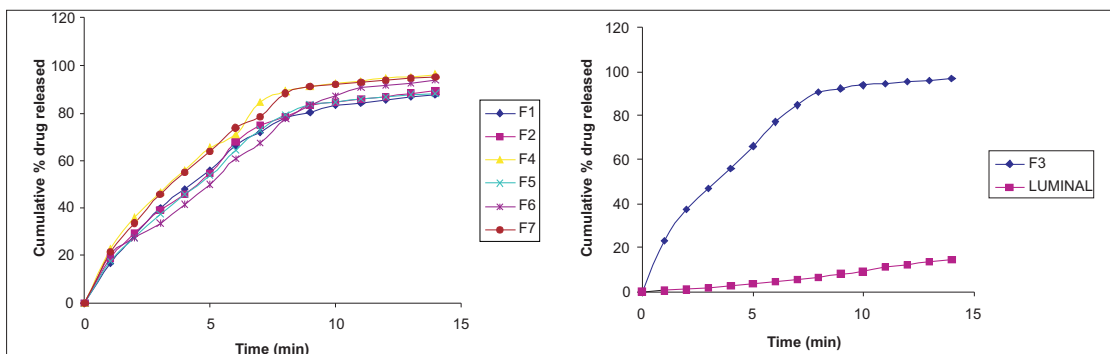 Cumulative % drug released
120
100
80
60
40
20
0
0
5
10
15
Time (min)
F1
F2
F4
F5
F6
F7
Cumulative % drug released
120
100
80
60
40
20
0
0
5
10
15
Time (min)
F3
LUMINAL